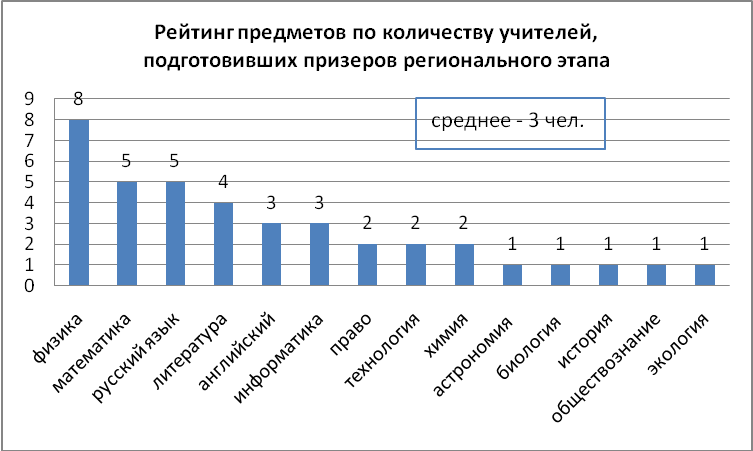 Рейтинг предметов по количеству учителей,
подготовивших призеров регионального этапа
среднее - 3 чел.
9
8
7
6
5
4
3
2
1
0
8
5
5
4
3
3
2
2
2
1
1
1
1
1
физика
математика
русский язык
литература
английский
информатика
право
технология
химия
астрономия
биология
история
обществознание
экология